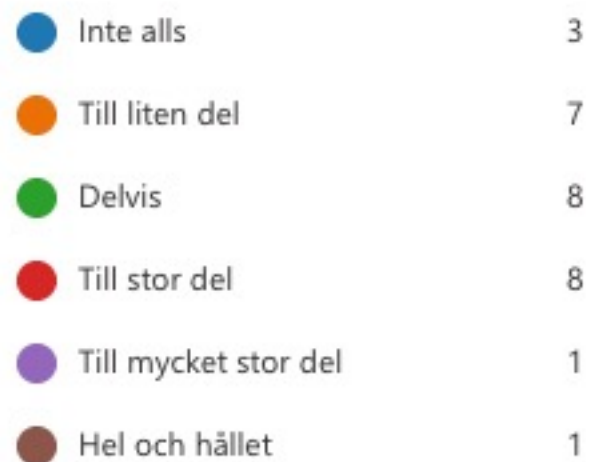 Inte alls 3
Till liten del 7
Delvis 8
Till stor del 8
Till mycket stor del 1
Hel och hållet 1